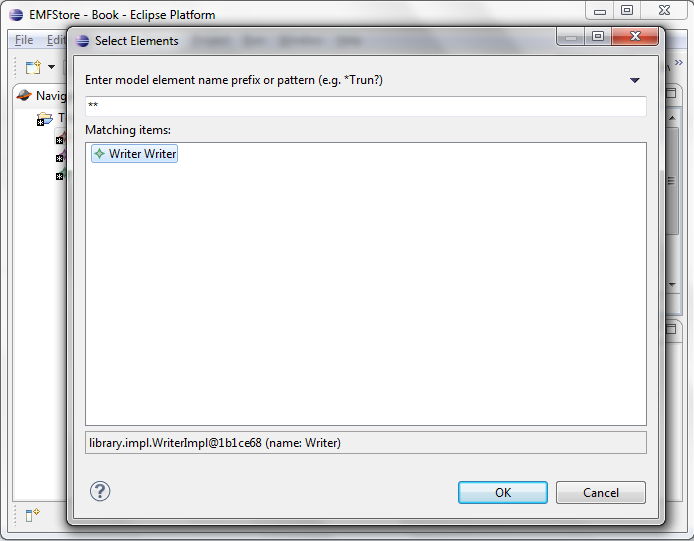 EMFStore - Book - Eclipse Platform
File Edit
Select Elements
Navig
T
Enter model element name prefix or pattern (e.g. *Trun?)
**
Matching items:
Writer Writer
library.impl.WriterImpl@1b1ce68 (name: Writer)
OK Cancel